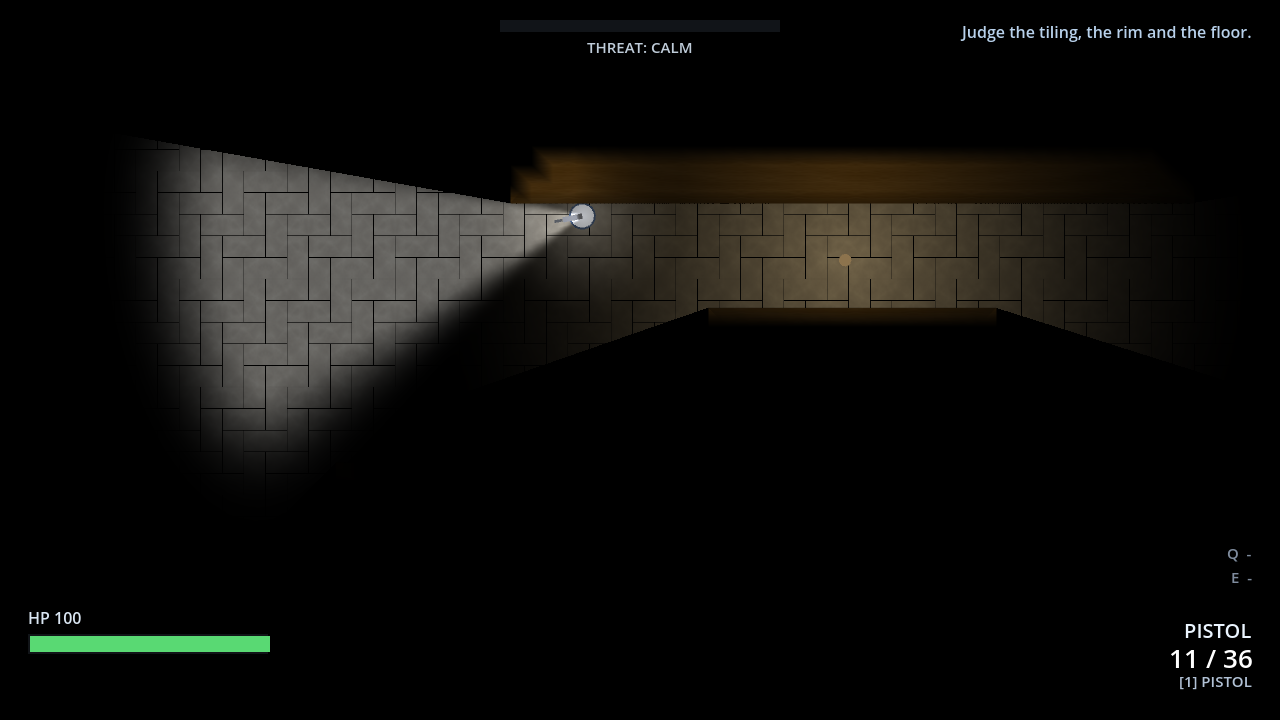 THREAT: CALM
Judge the tiling, the rim and the floor.
Q -
E -
HP 100
PISTOL
11 / 36
[1] PISTOL